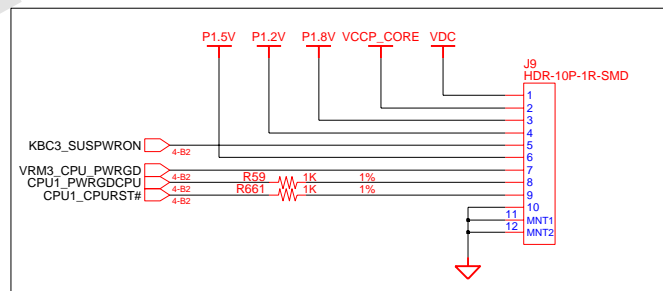 P1.5V P1.2V P1.8V VCCP_CORE VDC
J9
HDR-10P-1R-SMD
1
2
3
4
KBC3_SUSPWRON 4-B2 5
6
VRM3_CPU_PWRGD 4-B2 7
CPU1_PWRGDCPU 4-B2 R59 1K 1% 8
CPU1_CPURST# 4-B2 R661 1K 1% 9
10
11 MNT1
12 MNT2